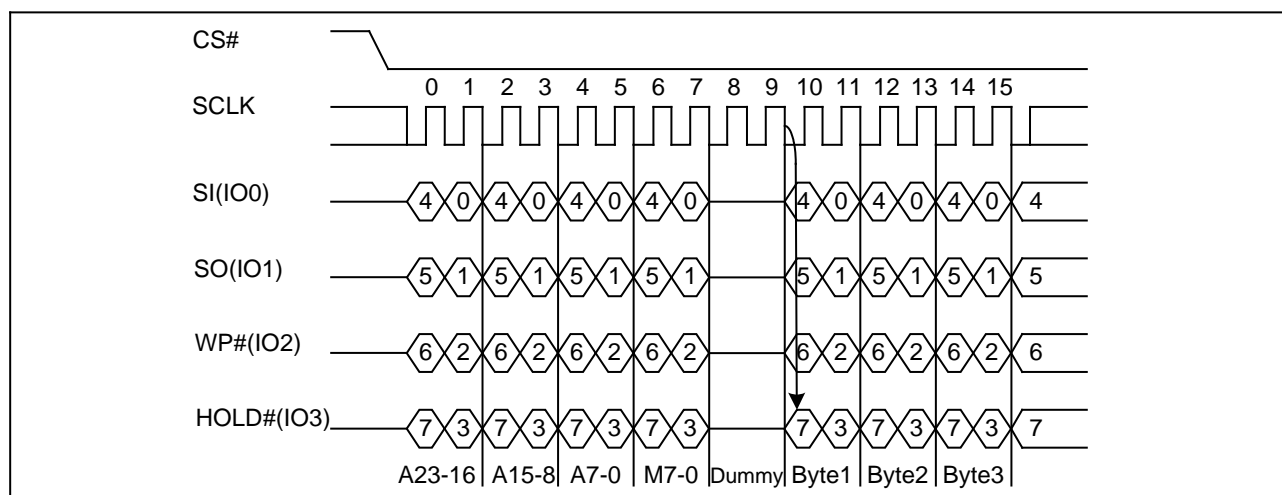 CS#
0 1 2 3 4 5 6 7 8 9 10 11 12 13 14 15
SCLK
SI(IO0) 4 0 4 0 4 0 4 0 4 0 4 0 4 0 4
SO(IO1) 5 1 5 1 5 1 5 1 5 1 5 1 5 1 5
WP#(IO2) 6 2 6 2 6 2 6 2 6 2 6 2 6 2 6
HOLD#(IO3) 7 3 7 3 7 3 7 3 7 3 7 3 7 3 7
A23-16 A15-8 A7-0 M7-0 Dummy Byte1 Byte2 Byte3